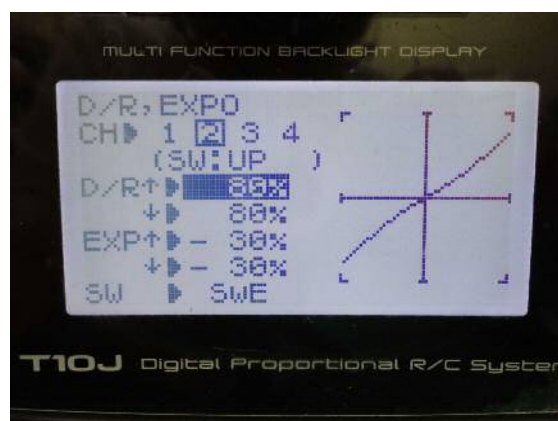 MULTI FUNCTION BACKLIGHT DISPLAY
D/R,EXPO
CH▶ 1 2 3 4
(SW:UP )
D/R↑▶ 80%
↓▶ 80%
EXP↑▶- 30%
↓▶- 30%
SW ▶ SWE
T10J Digital Proportional R/C System